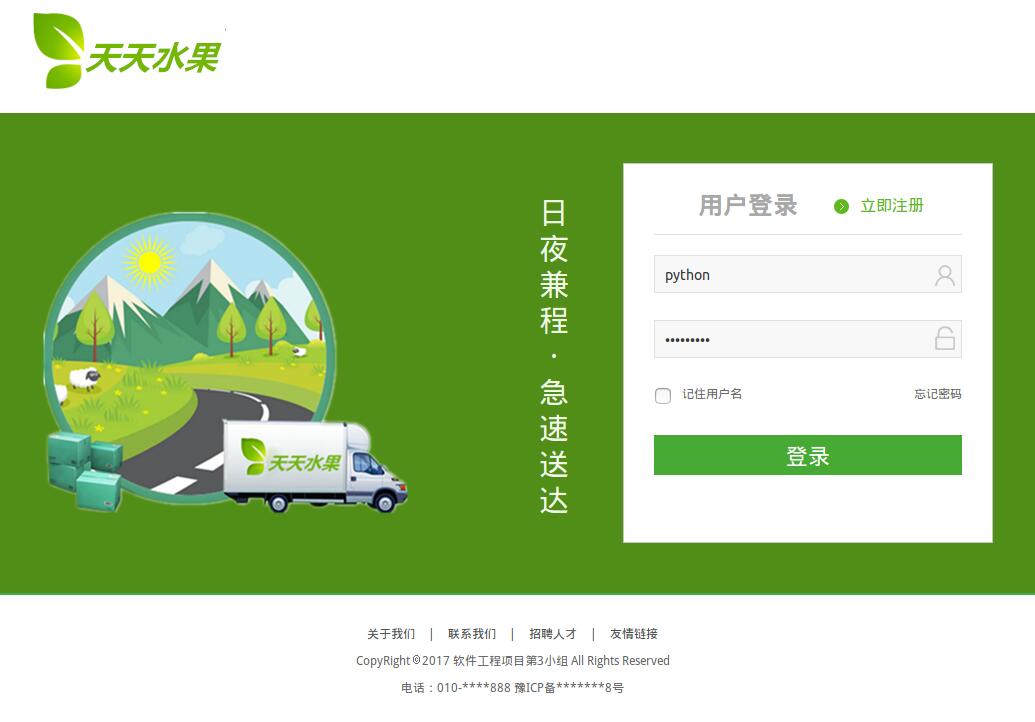 天天水果
日夜兼程·急速送达
用户登录 立即注册
python
•••••••••
记住用户名 忘记密码
登录
天天水果
关于我们 | 联系我们 | 招聘人才 | 友情链接
CopyRight©2017 软件工程项目第3小组 All Rights Reserved
电话：010-****888 豫ICP备*******8号